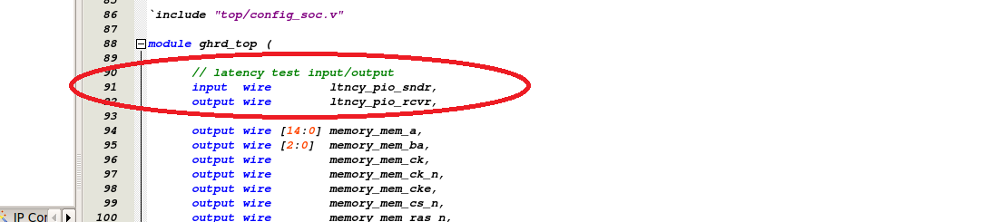 85
86 `include "top/config_soc.v"
87
88 module ghrd_top (
89
90 // latency test input/output
91 input wire ltncy_pio_sndr,
92 output wire ltncy_pio_rcvr,
93
94 output wire [14:0] memory_mem_a,
95 output wire [2:0] memory_mem_ba,
96 output wire memory_mem_ck,
97 output wire memory_mem_ck_n,
98 output wire memory_mem_cke,
99 output wire memory_mem_cs_n,
100 output wire memory_mem_ras_n,
IP Cor